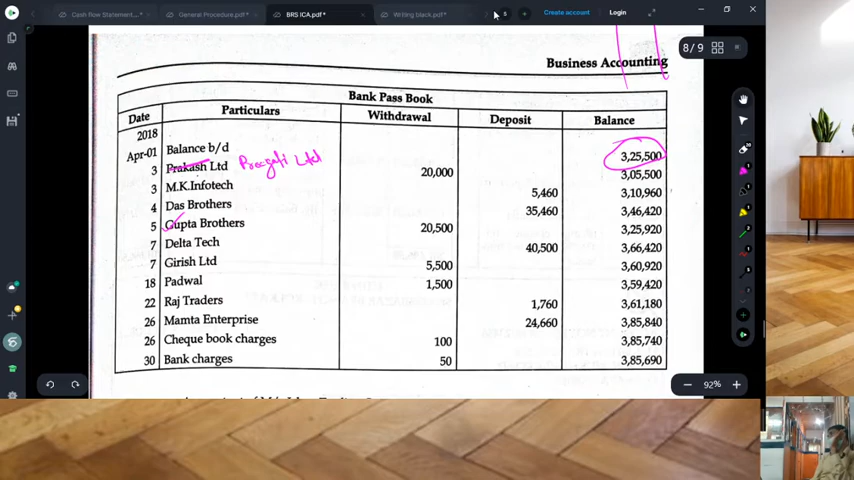 Cash flow Statement...*
General Procedure.pdf*
BRS ICA.pdf*
Writing black.pdf*
5
Create account
Login
8/9
Business Accounting
Bank Pass Book
Date Particulars Withdrawal Deposit Balance
2018
Apr-01 Balance b/d 3,25,500
3 Prakash Ltd Pragati Ltd 20,000 3,05,500
3 M.K.Infotech 5,460 3,10,960
4 Das Brothers 35,460 3,46,420
5 Gupta Brothers 20,500 3,25,920
7 Delta Tech 40,500 3,66,420
7 Girish Ltd 5,500 3,60,920
18 Padwal 1,500 3,59,420
22 Raj Traders 1,760 3,61,180
26 Mamta Enterprise 24,660 3,85,840
26 Cheque book charges 100 3,85,740
30 Bank charges 50 3,85,690
92%